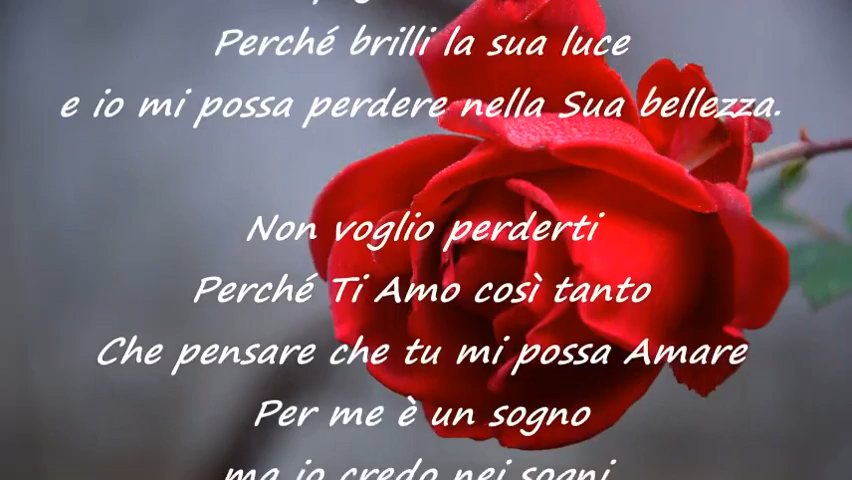 Perché brilli la sua luce
e io mi possa perdere nella Sua bellezza.
Non voglio perderti
Perché Ti Amo così tanto
Che pensare che tu mi possa Amare
Per me è un sogno
ma io credo nei sogni